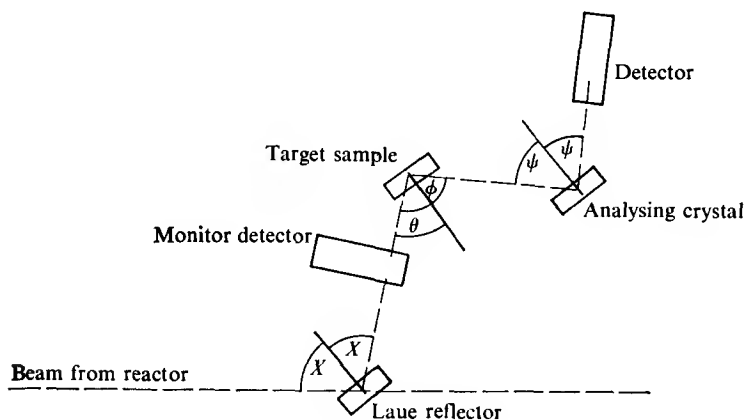 Detector
Target sample
ψ
ψ
Analysing crystal
ϕ
θ
Monitor detector
X
X
Beam from reactor
Laue reflector